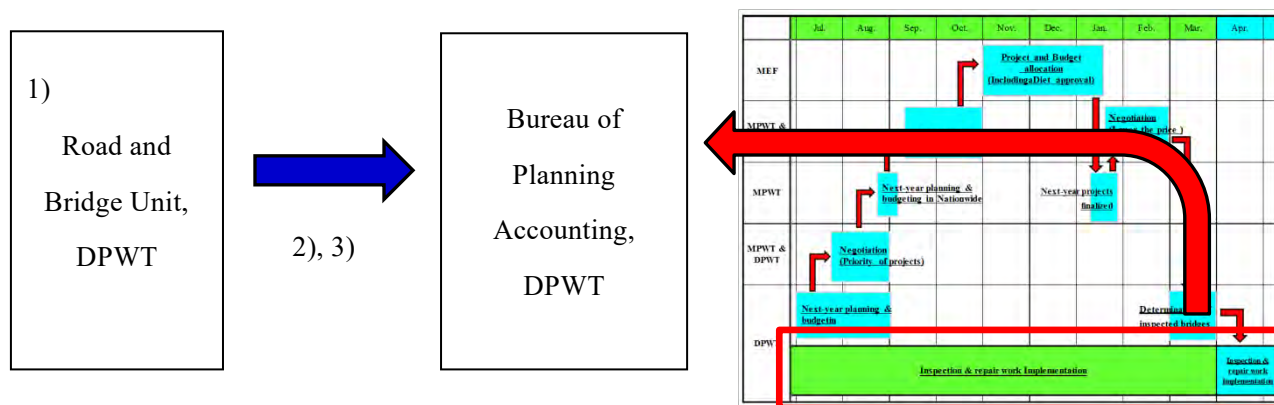 1)
Road and
Bridge Unit,
DPWT
2), 3)
Bureau of
Planning
Accounting,
DPWT
Jul. Aug. Sep. Oct. Nov. Dec. Jan. Feb. Mar. Apr.
MEF
Project and Budget
allocation
(IncludingaDiet approval)
MPWT &
Negotiation
the price )
MPWT
Next-year planning &
budgeting in Nationwide
Next-year projects
finalized
MPWT &
DPWT
Negotiation
(Priority of projects)
Next-year planning &
budgetin
inspected bridges
DPWT
Inspection & repair work Implementation
Inspection &
repair work
Implementation